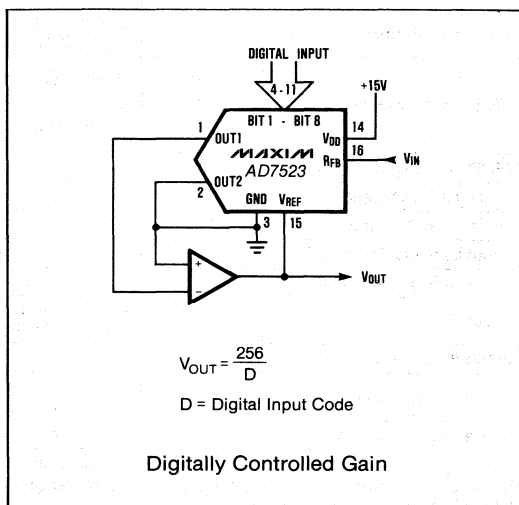 DIGITAL INPUT
4-11
+15V
BIT 1 - BIT 8
1
OUT1
VDD
14
MAXIM
RFB
16
VIN
AD7523
OUT2
2
GND
VREF
3
15
+
-
VOUT
VOUT = 256/D
D = Digital Input Code
Digitally Controlled Gain